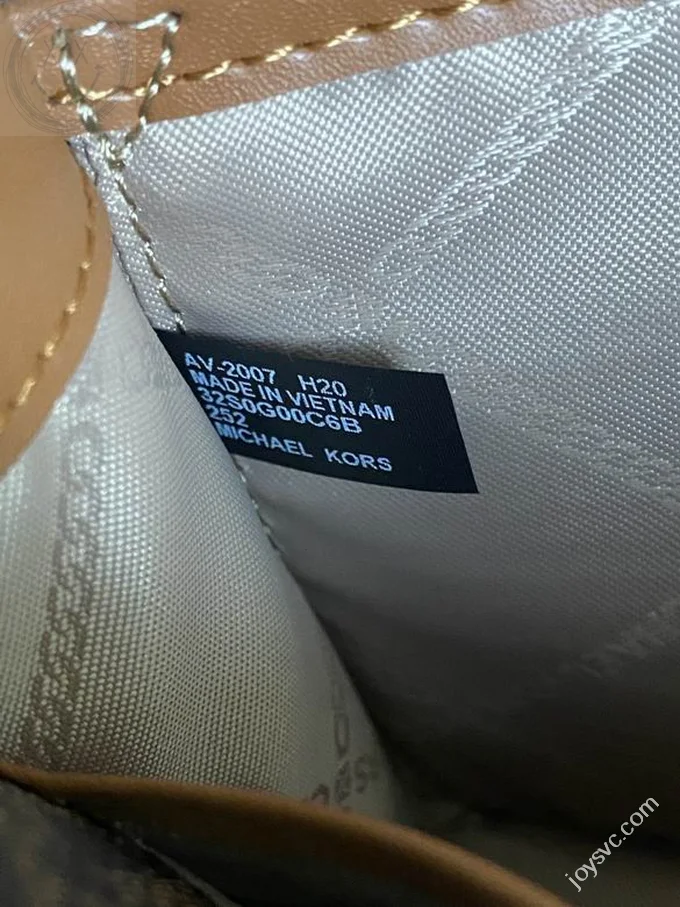 AV-2007 H20
MADE IN VIETNAM
32S0G00C6B
252
MICHAEL KORS
joysvc.com